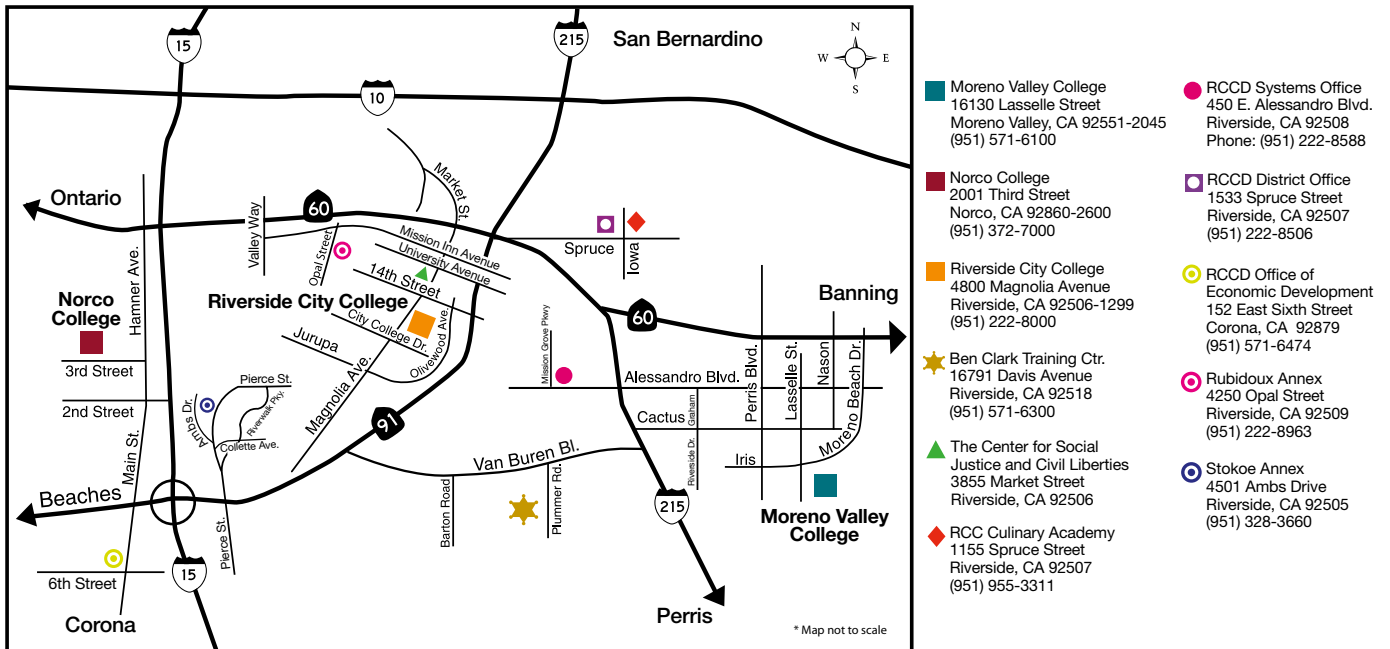 15
215
San Bernardino
N
W
E
S
10
Market St.
Ontario
60
Valley Way
Hamner Ave.
Opal Street
Mission Inn Avenue
University Avenue
14th Street
Spruce
Iowa
Norco
College
Riverside City College
City College Dr.
Olivewood Ave.
Jurupa
Magnolia Ave.
3rd Street
2nd Street
Main St.
Pierce St.
Riverwalk Pky.
Ambs Dr.
Collette Ave.
91
Mission Grove Pkwy
60
Banning
Alessandro Blvd.
Perris Blvd.
Lasselle St.
Nason
Moreno Beach Dr.
Cactus
Graham
Riverside Dr.
Iris
Van Buren Bl.
Barton Road
Plummer Rd.
Beaches
Pierce St.
6th Street
15
Corona
215
Perris
Moreno Valley
College
* Map not to scale
Moreno Valley College
16130 Lasselle Street
Moreno Valley, CA 92551-2045
(951) 571-6100
Norco College
2001 Third Street
Norco, CA 92860-2600
(951) 372-7000
Riverside City College
4800 Magnolia Avenue
Riverside, CA 92506-1299
(951) 222-8000
Ben Clark Training Ctr.
16791 Davis Avenue
Riverside, CA 92518
(951) 571-6300
The Center for Social
Justice and Civil Liberties
3855 Market Street
Riverside, CA 92506
RCC Culinary Academy
1155 Spruce Street
Riverside, CA 92507
(951) 955-3311
RCCD Systems Office
450 E. Alessandro Blvd.
Riverside, CA 92508
Phone: (951) 222-8588
RCCD District Office
1533 Spruce Street
Riverside, CA 92507
(951) 222-8506
RCCD Office of
Economic Development
152 East Sixth Street
Corona, CA  92879
(951) 571-6474
Rubidoux Annex
4250 Opal Street
Riverside, CA 92509
(951) 222-8963
Stokoe Annex
4501 Ambs Drive
Riverside, CA 92505
(951) 328-3660